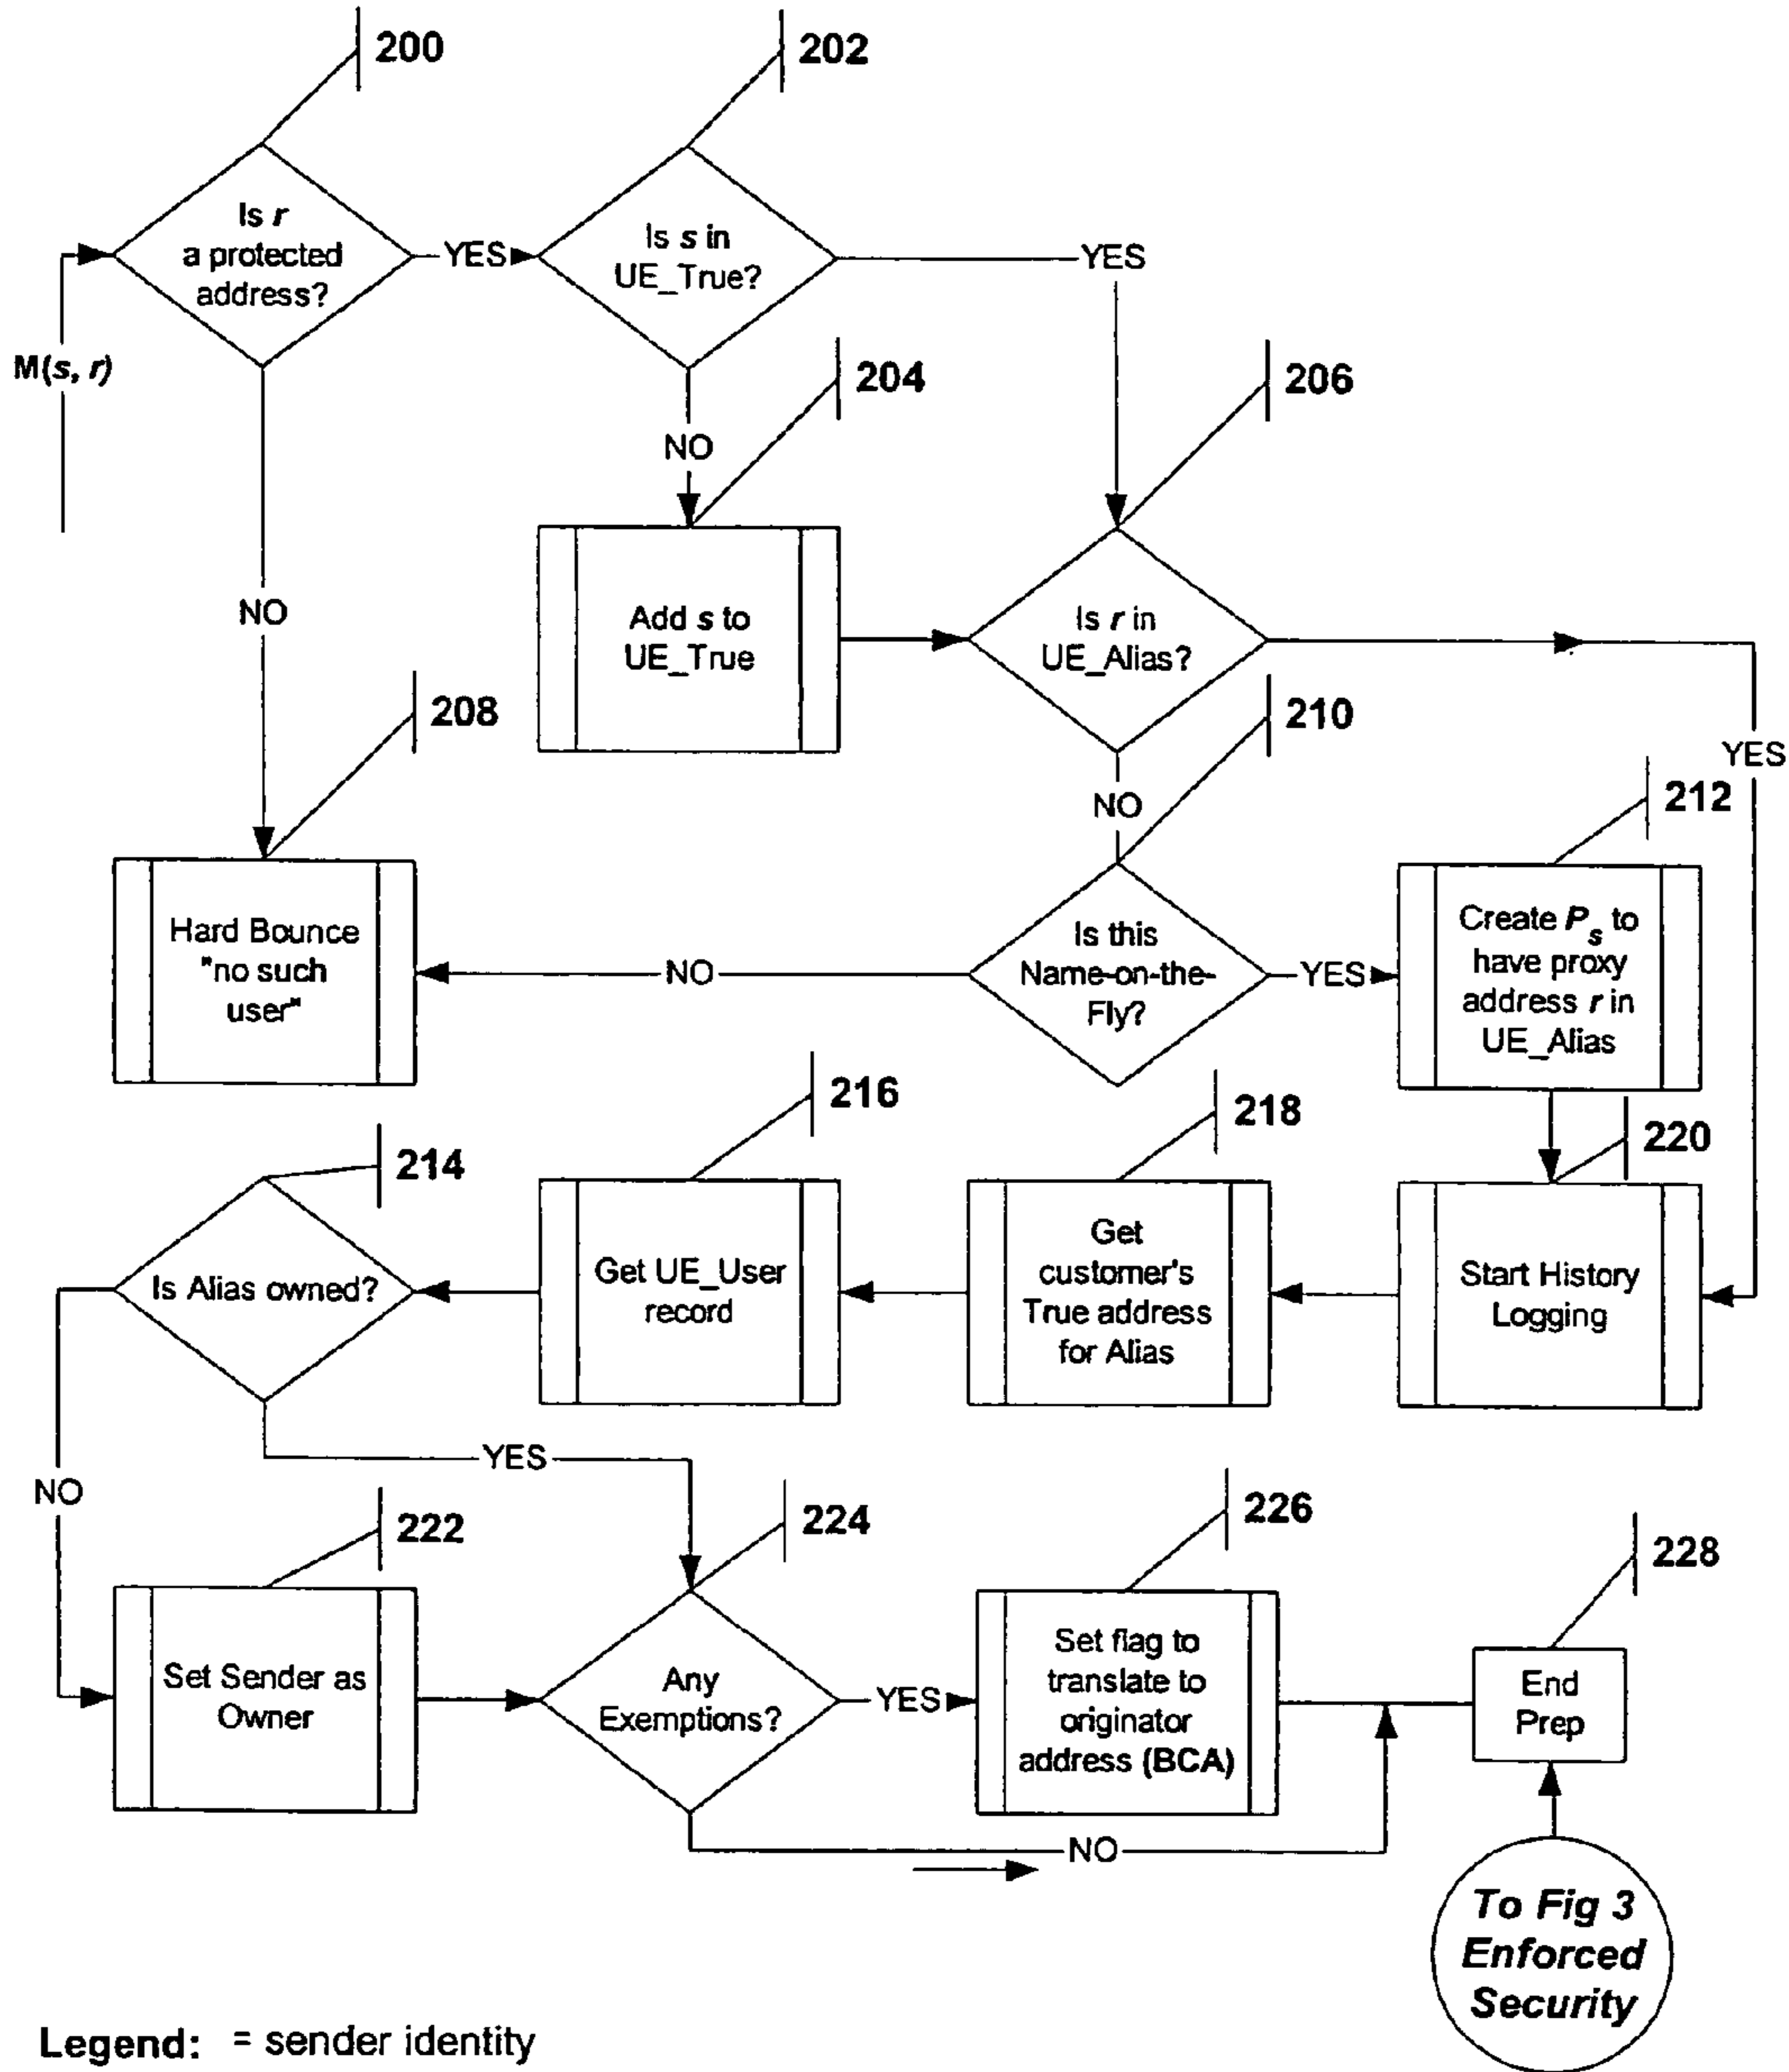 200
202
Is r
a protected
address?
YES
Is s in
UE_True?
YES
M(s, r)
204
206
NO
NO
Add s to
UE_True
Is r in
UE_Alias?
YES
208
210
NO
212
Hard Bounce
"no such
user"
NO
Is this
Name-on-the-
Fly?
YES
Create Ps to
have proxy
address r in
UE_Alias
214
216
218
220
Is Alias owned?
Get UE_User
record
Get
customer's
True address
for Alias
Start History
Logging
YES
NO
222
224
226
228
Set Sender as
Owner
Any
Exemptions?
YES
Set flag to
translate to
originator
address (BCA)
End
Prep
NO
To Fig 3
Enforced
Security
Legend: = sender identity